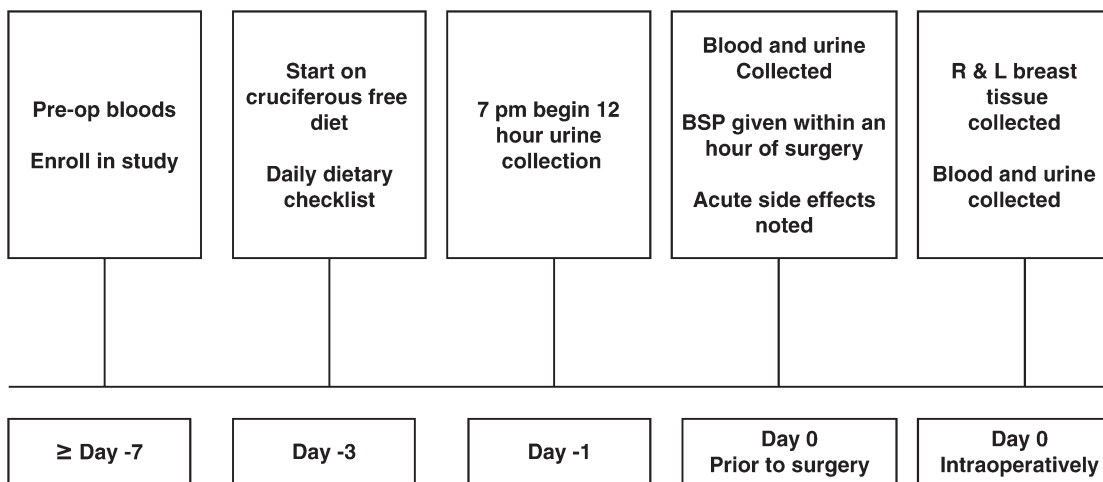 Pre-op bloods
Enroll in study
Start on
cruciferous free
diet
Daily dietary
checklist
7 pm begin 12
hour urine
collection
Blood and urine
Collected
BSP given within an
hour of surgery
Acute side effects
noted
R & L breast
tissue
collected
Blood and urine
collected
≥ Day -7
Day -3
Day -1
Day 0
Prior to surgery
Day 0
Intraoperatively